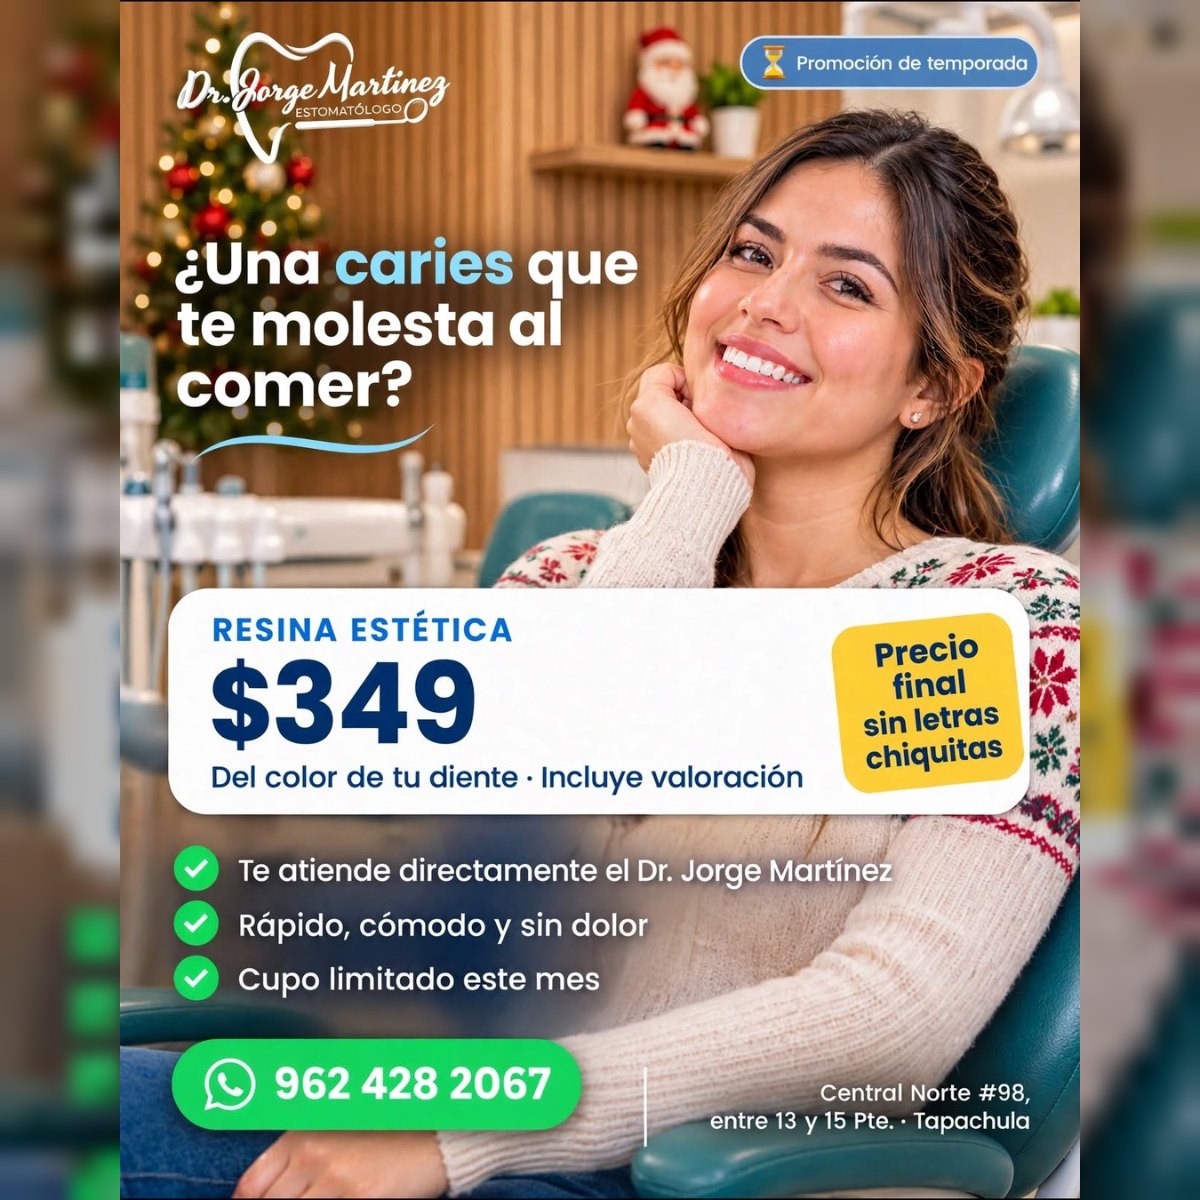 Dr. Jorge Martinez
ESTOMATÓLOGO
Promoción de temporada
¿Una caries que
te molesta al
comer?
RESINA ESTÉTICA
$349
Del color de tu diente · Incluye valoración
Precio
final
sin letras
chiquitas
Te atiende directamente el Dr. Jorge Martínez
Rápido, cómodo y sin dolor
Cupo limitado este mes
962 428 2067
Central Norte #98,
entre 13 y 15 Pte. · Tapachula